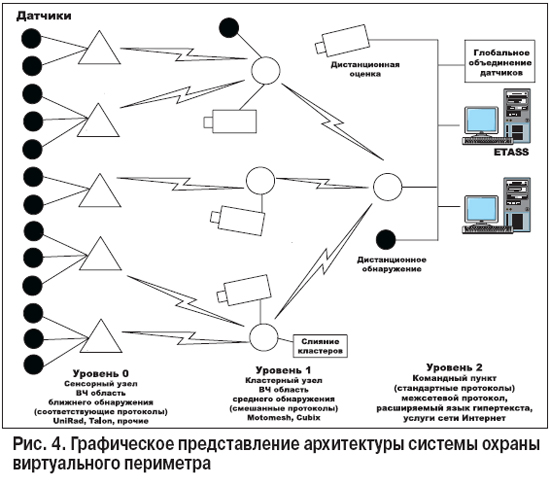 Датчики
Дистанционная
оценка
Глобальное
объединение
датчиков
ETASS
Дистанционное
обнаружение
Слияние
кластеров
Уровень 0
Сенсорный узел
ВЧ область
ближнего обнаружения
(соответствующие протоколы)
UniRad, Talon, прочие
Уровень 1
Кластерный узел
ВЧ область
среднего обнаружения
(смешанные протоколы)
Motomesh, Cubix
Уровень 2
Командный пункт
(стандартные протоколы)
межсетевой протокол,
расширяемый язык гипертекста,
услуги сети Интернет
Рис. 4. Графическое представление архитектуры системы охраны
виртуального периметра